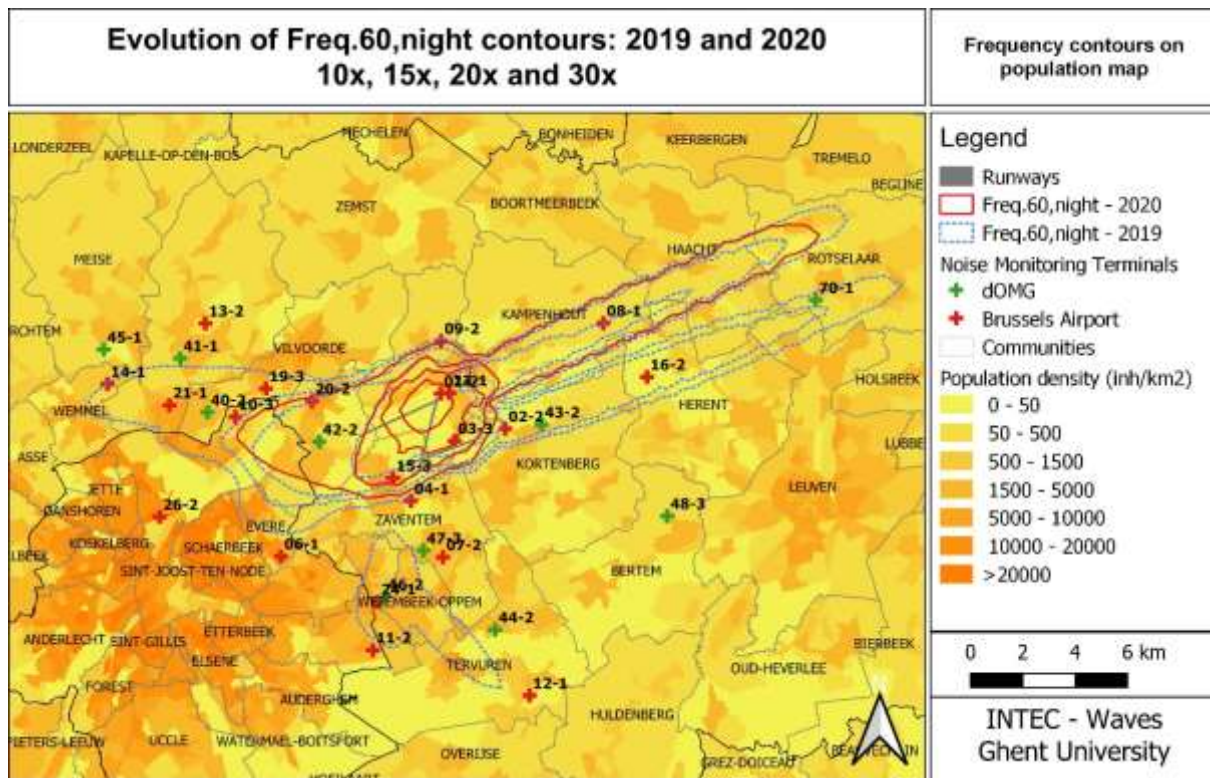 Evolution of Freq.60,night contours: 2019 and 2020
10x, 15x, 20x and 30x
Frequency contours on
population map
LONDERZEEL
KAPELLE-OP-DEN-BOS
MECHELEN
BONHEIDEN
KEERBERGEN
TREMELO
ZEMST
BOORTMEERBEEK
MEISE
HAACHT
ROTSELAAR
70-1
13-2
KAMPENHOUT
08-1
09-2
45-1
41-1
VILVOORDE
14-1
19-3
16-2
HOLSBEEK
21-1
20-2
WEMMEL
40-2
10-3
HERENT
02-2
43-2
42-2
03-3
ASSE
KORTENBERG
15-3
JETTE
LEUVEN
04-1
GANSHOREN
26-2
48-3
ZAVENTEM
EVERE
KOEKELBERG
SCHAERBEEK
06-1
47-3
07-2
SINT-JOOST-TEN-NODE
BERTEM
WEZEMBEEK-OPPEM
44-2
ANDERLECHT
SINT-GILLIS
ETTERBEEK
11-2
ELSENE
TERVUREN
OUD-HEVERLEE
BIERBEEK
FOREST
AUDERGHEM
12-1
HULDENBERG
UCCLE
WATERMAEL-BOITSFORT
OVERIJSE
GREZ-DOICEAU
Legend
Runways
Freq.60,night - 2020
Freq.60,night - 2019
Noise Monitoring Terminals
dOMG
Brussels Airport
Communities
Population density (inh/km2)
0 - 50
50 - 500
500 - 1500
1500 - 5000
5000 - 10000
10000 - 20000
>20000
0 2 4 6 km
INTEC - Waves
Ghent University